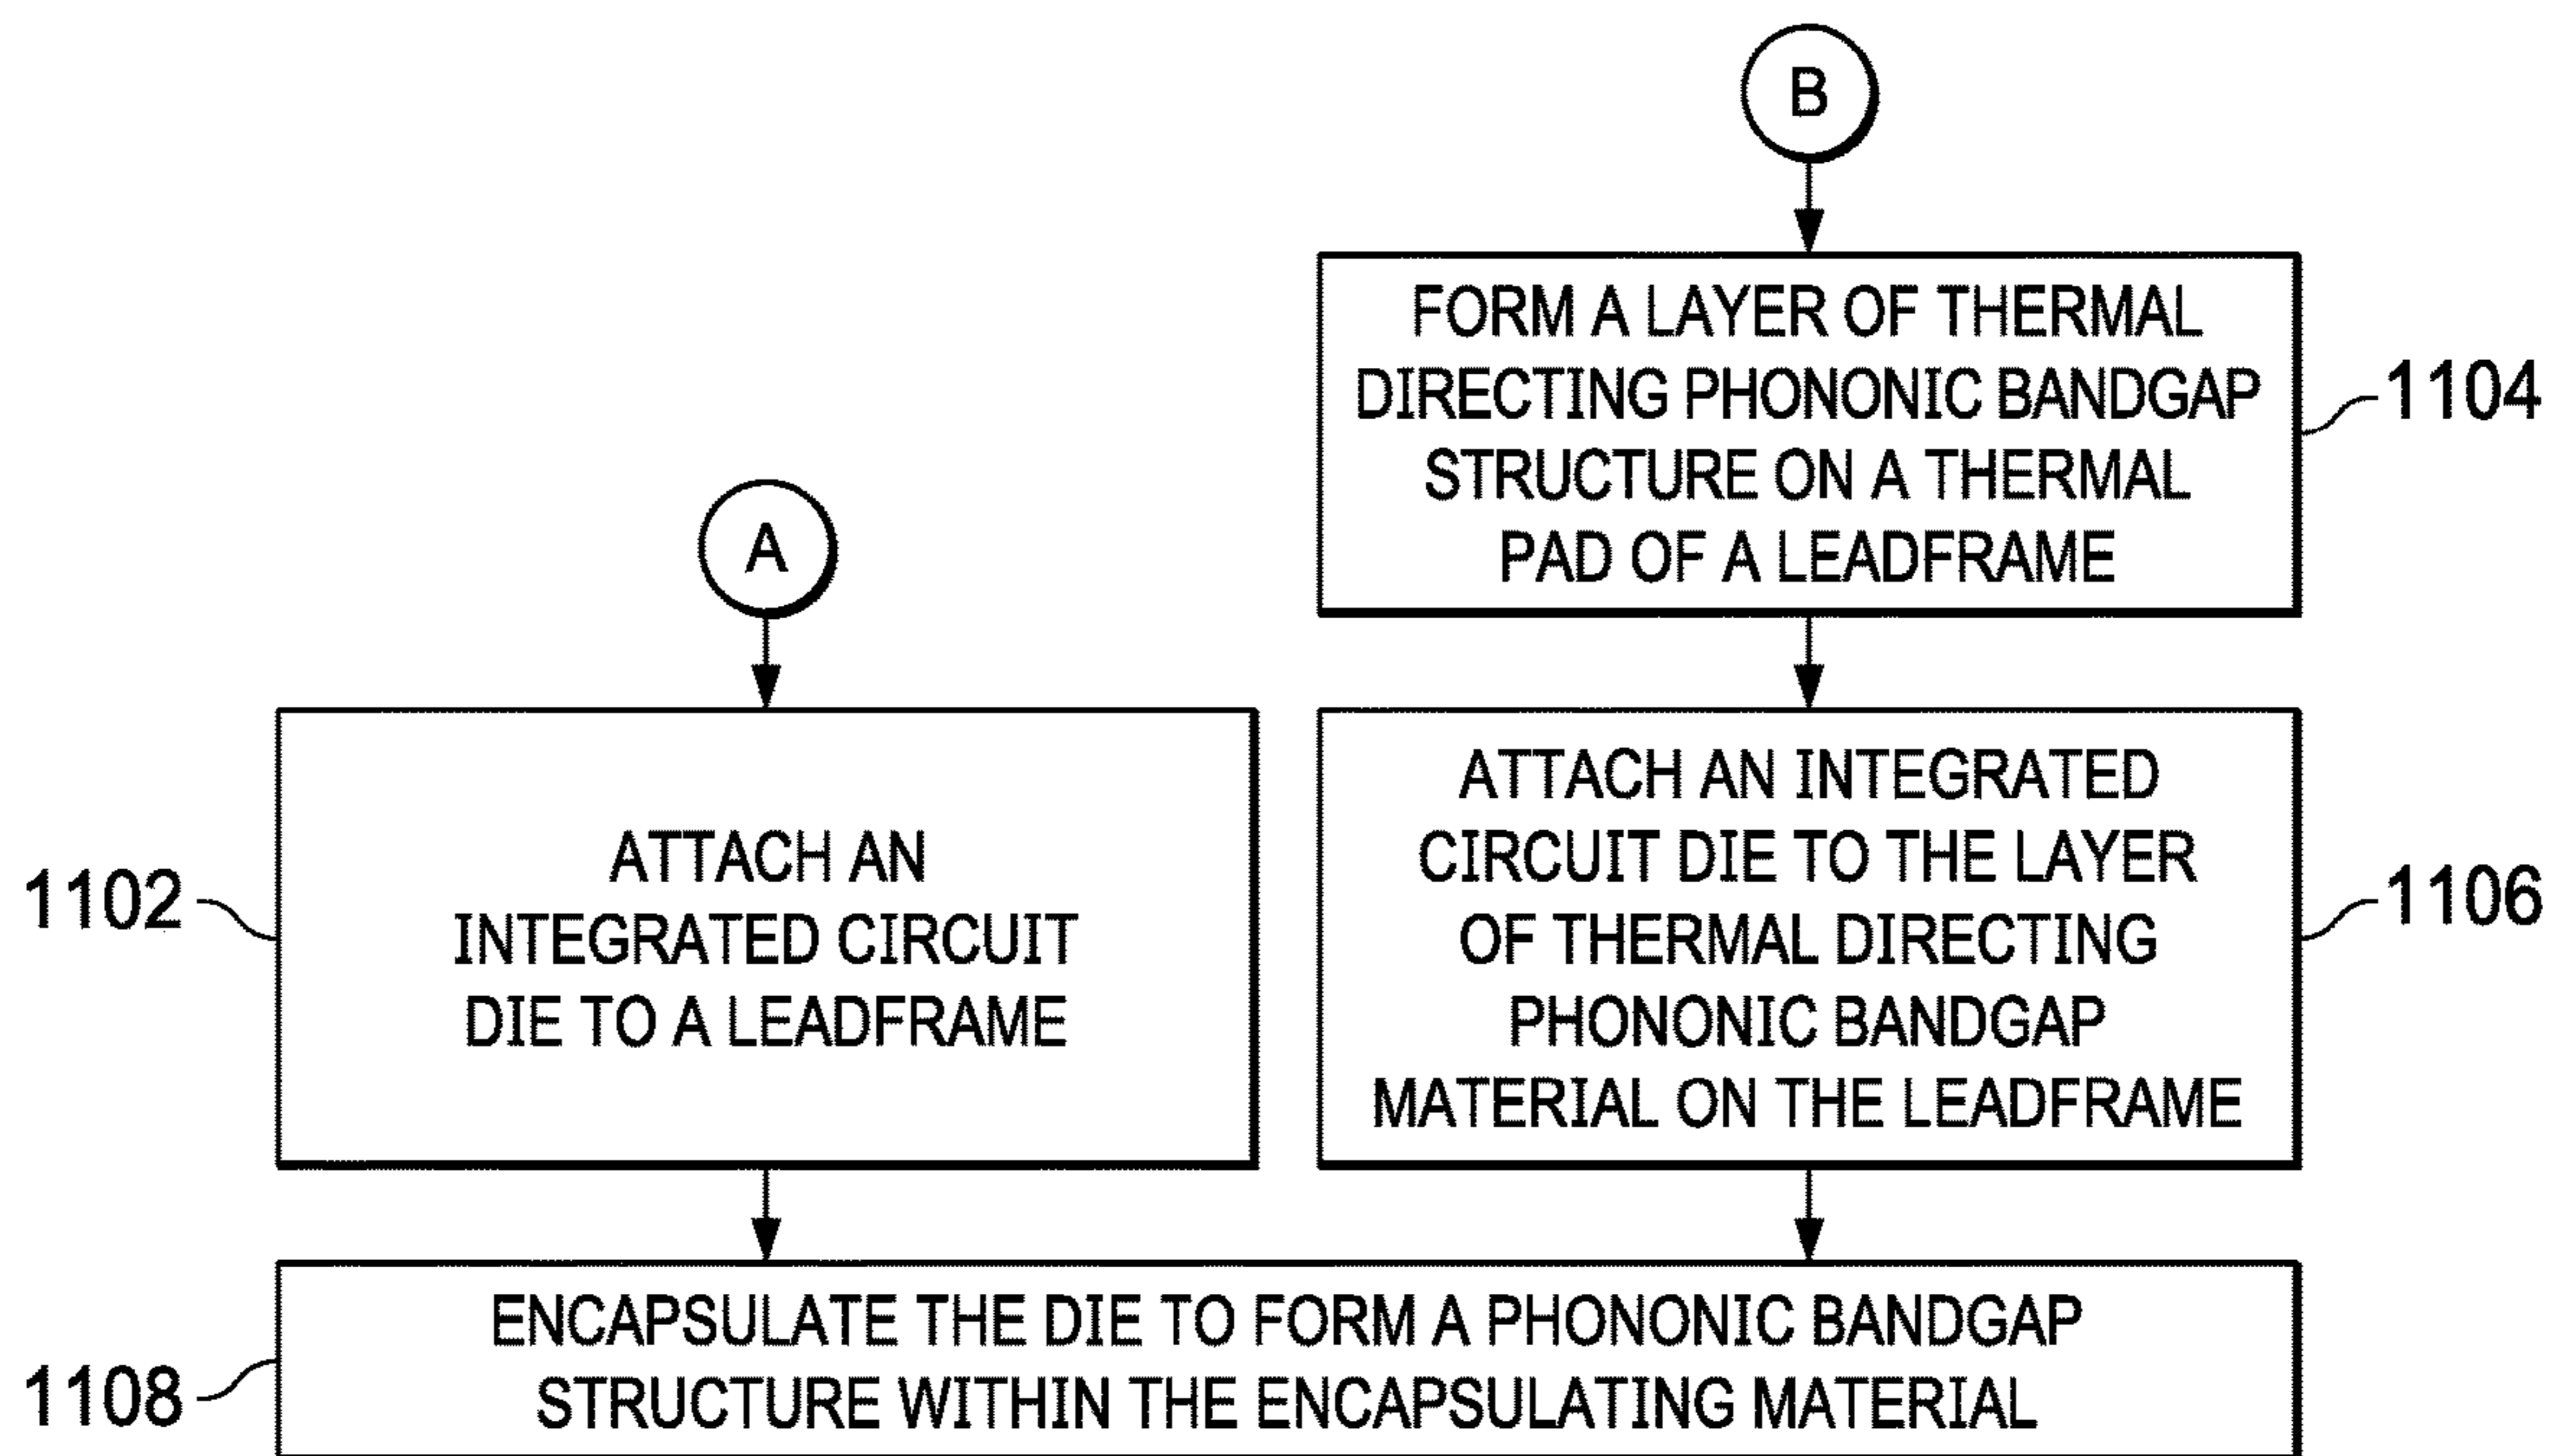 B
FORM A LAYER OF THERMAL
DIRECTING PHONONIC BANDGAP
STRUCTURE ON A THERMAL
PAD OF A LEADFRAME
1104
A
ATTACH AN
INTEGRATED CIRCUIT
DIE TO A LEADFRAME
1102
ATTACH AN INTEGRATED
CIRCUIT DIE TO THE LAYER
OF THERMAL DIRECTING
PHONONIC BANDGAP
MATERIAL ON THE LEADFRAME
1106
ENCAPSULATE THE DIE TO FORM A PHONONIC BANDGAP
STRUCTURE WITHIN THE ENCAPSULATING MATERIAL
1108